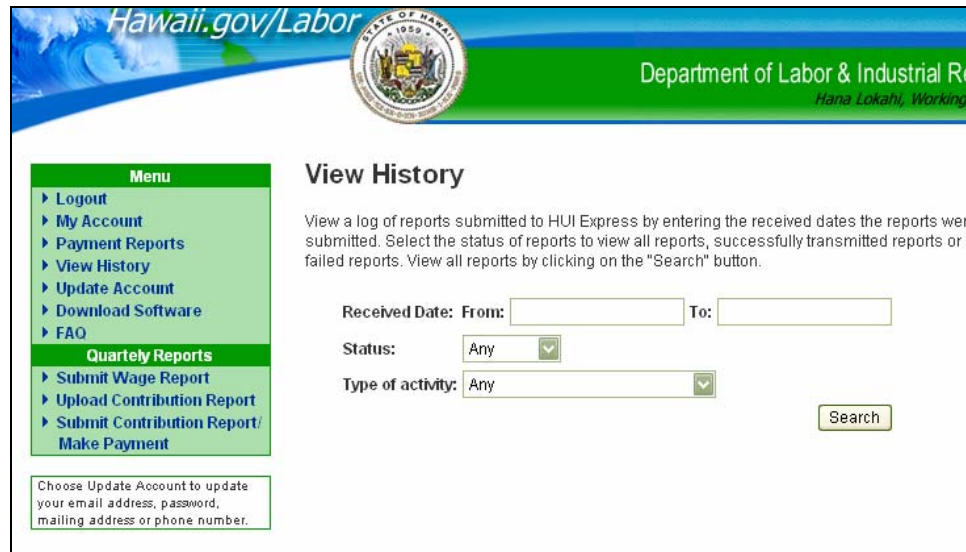 Hawaii.gov/Labor
STATE OF HAWAII
1959
Department of Labor & Industrial Re
Hana Lokahi, Working
Menu
Logout
My Account
Payment Reports
View History
Update Account
Download Software
FAQ
Quartely Reports
Submit Wage Report
Upload Contribution Report
Submit Contribution Report/
Make Payment
Choose Update Account to update
your email address, password,
mailing address or phone number.
View History
View a log of reports submitted to HUI Express by entering the received dates the reports wer
submitted. Select the status of reports to view all reports, successfully transmitted reports or
failed reports. View all reports by clicking on the "Search" button.
Received Date: From: To:
Status: Any
Type of activity: Any
Search